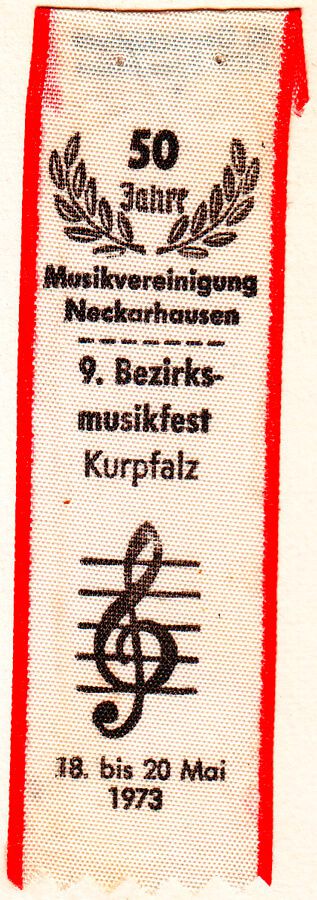 50
Jahre
Musikvereinigung
Neckarhausen
9. Bezirks-
musikfest
Kurpfalz
18. bis 20 Mai
1973